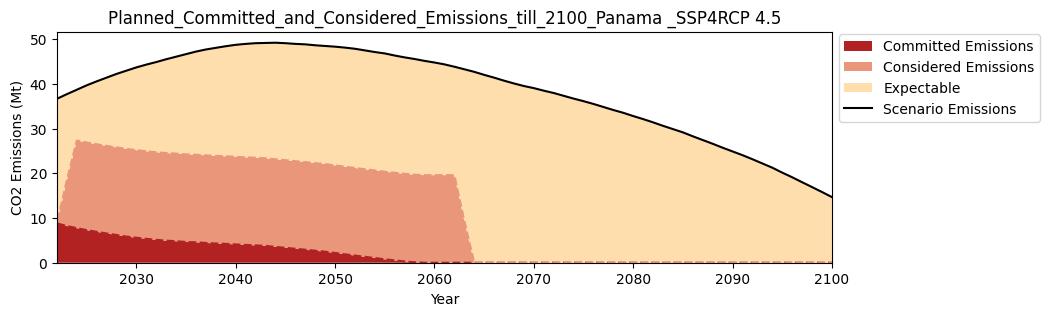 Planned_Committed_and_Considered_Emissions_till_2100_Panama _SSP4RCP 4.5
50
40
30
20
10
0
CO2 Emissions (Mt)
2030 2040 2050 2060 2070 2080 2090 2100
Year
Committed Emissions
Considered Emissions
Expectable
Scenario Emissions